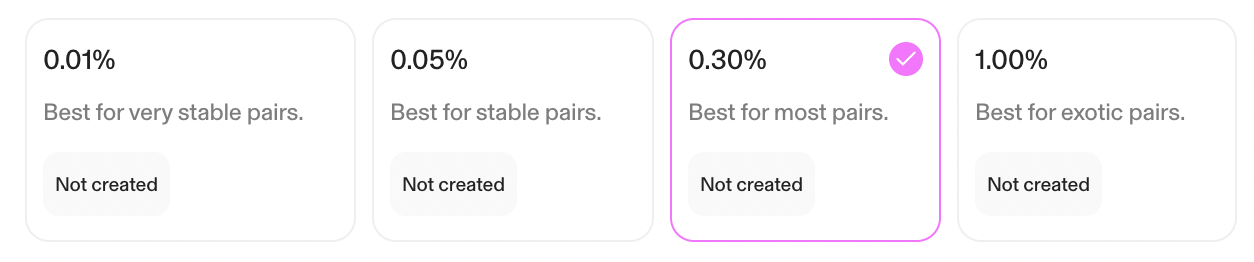 0.01%
Best for very stable pairs.
Not created
0.05%
Best for stable pairs.
Not created
0.30%
Best for most pairs.
Not created
1.00%
Best for exotic pairs.
Not created